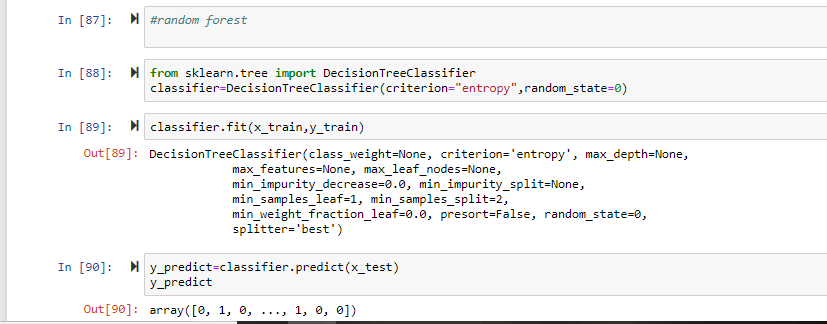 In [87]: #random forest
In [88]: from sklearn.tree import DecisionTreeClassifier
classifier=DecisionTreeClassifier(criterion="entropy",random_state=0)
In [89]: classifier.fit(x_train,y_train)
Out[89]: DecisionTreeClassifier(class_weight=None, criterion='entropy', max_depth=None,
max_features=None, max_leaf_nodes=None,
min_impurity_decrease=0.0, min_impurity_split=None,
min_samples_leaf=1, min_samples_split=2,
min_weight_fraction_leaf=0.0, presort=False, random_state=0,
splitter='best')
In [90]: y_predict=classifier.predict(x_test)
y_predict
Out[90]: array([0, 1, 0, ..., 1, 0, 0])